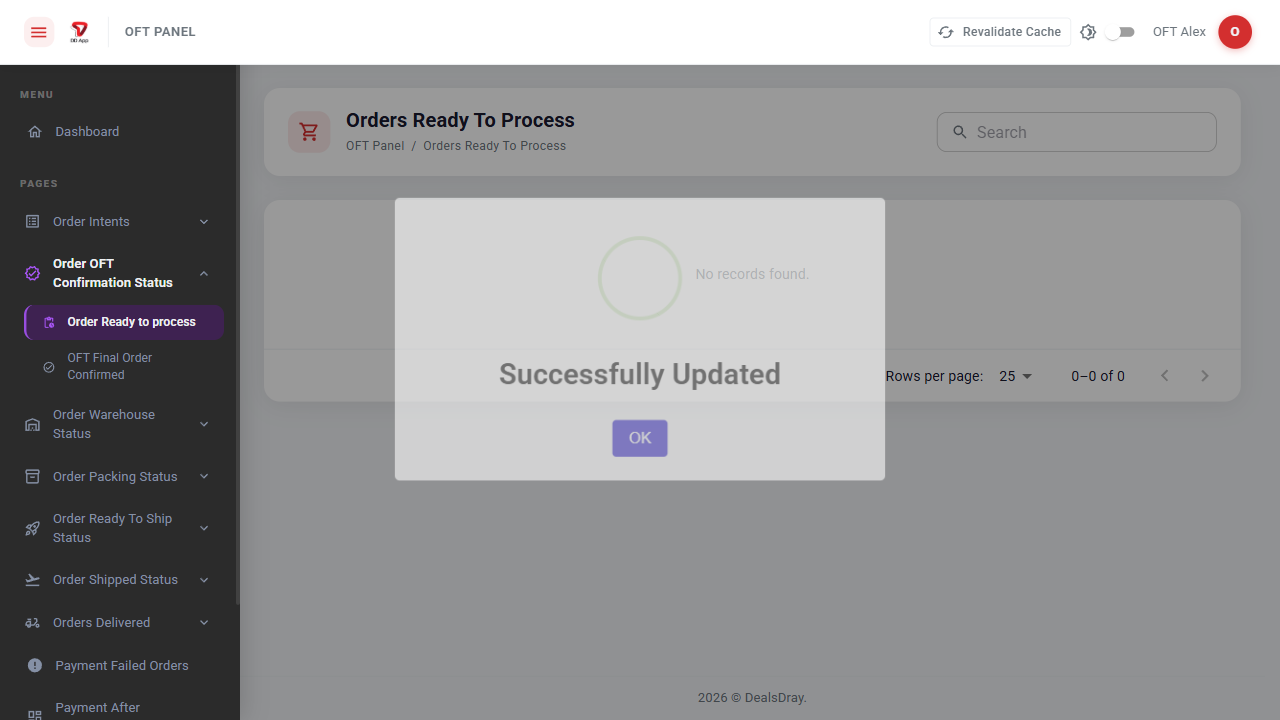 DD App
OFT PANEL
Revalidate Cache
OFT Alex
O
MENU
Dashboard
PAGES
Order Intents
Order OFT
Confirmation Status
Order Ready to process
OFT Final Order
Confirmed
Order Warehouse
Status
Order Packing Status
Order Ready To Ship
Status
Order Shipped Status
Orders Delivered
Payment Failed Orders
Payment After
Orders Ready To Process
OFT Panel / Orders Ready To Process
Search
No records found.
Successfully Updated
OK
Rows per page: 25 0–0 of 0
2026 © DealsDray.